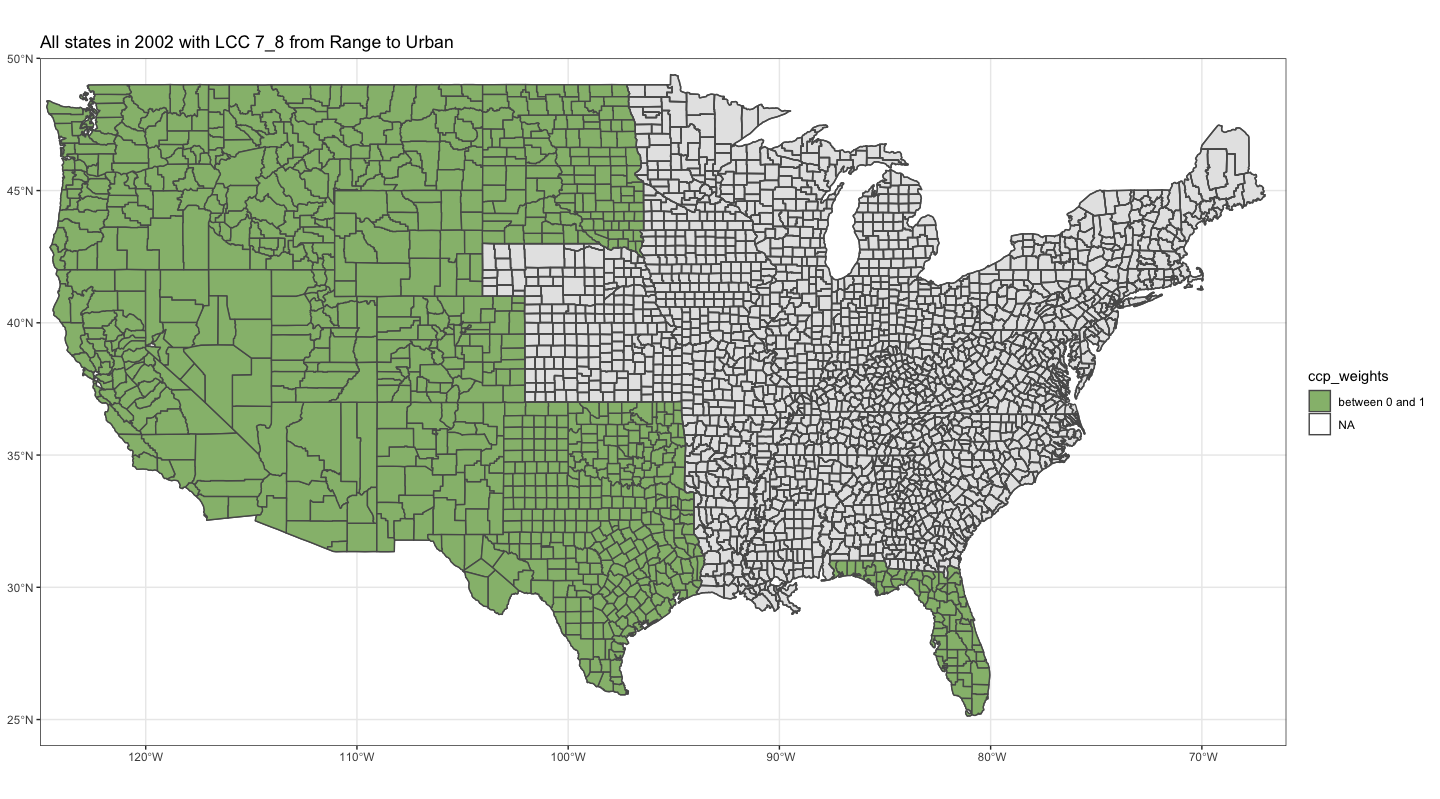 All states in 2002 with LCC 7_8 from Range to Urban
50°N
45°N
40°N
35°N
30°N
25°N
120°W
110°W
100°W
90°W
80°W
70°W
ccp_weights
between 0 and 1
NA